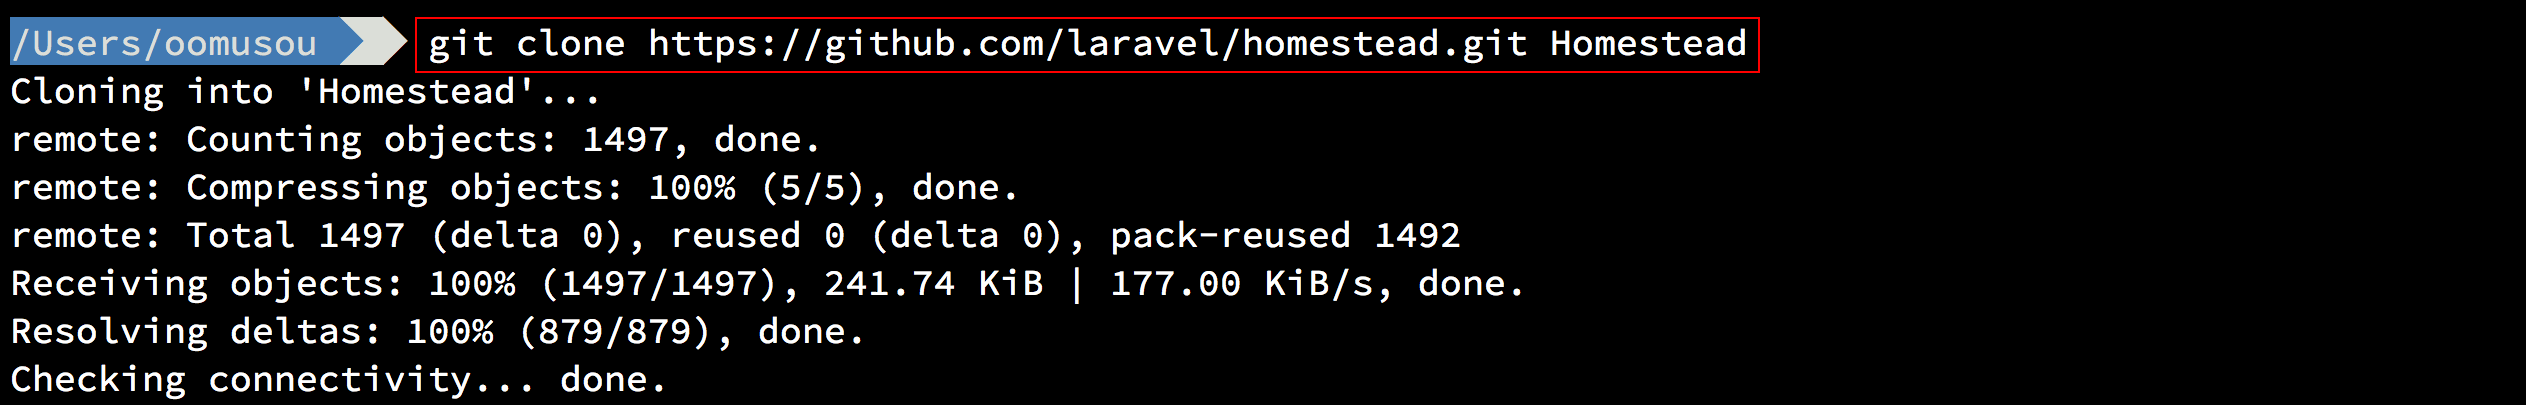 /Users/oomusou git clone https://github.com/laravel/homestead.git Homestead
Cloning into 'Homestead'...
remote: Counting objects: 1497, done.
remote: Compressing objects: 100% (5/5), done.
remote: Total 1497 (delta 0), reused 0 (delta 0), pack-reused 1492
Receiving objects: 100% (1497/1497), 241.74 KiB | 177.00 KiB/s, done.
Resolving deltas: 100% (879/879), done.
Checking connectivity... done.